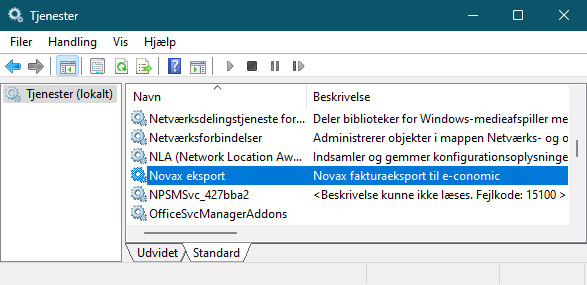 Tjenester
Filer Handling Vis Hjælp
Tjenester (lokalt)
Navn Beskrivelse
Netværksdelingstjeneste for... Deler biblioteker for Windows-medieafspiller me
Netværksforbindelser Administrerer objekter i mappen Netværks- og o
NLA (Network Location Aw... Indsamler og gemmer konfigurationsoplysninge
Novax eksport Novax fakturaeksport til e-conomic
NPSMSvc_427bba2 <Beskrivelse kunne ikke læses. Fejlkode: 15100 >
OfficeSvcManagerAddons
Udvidet Standard